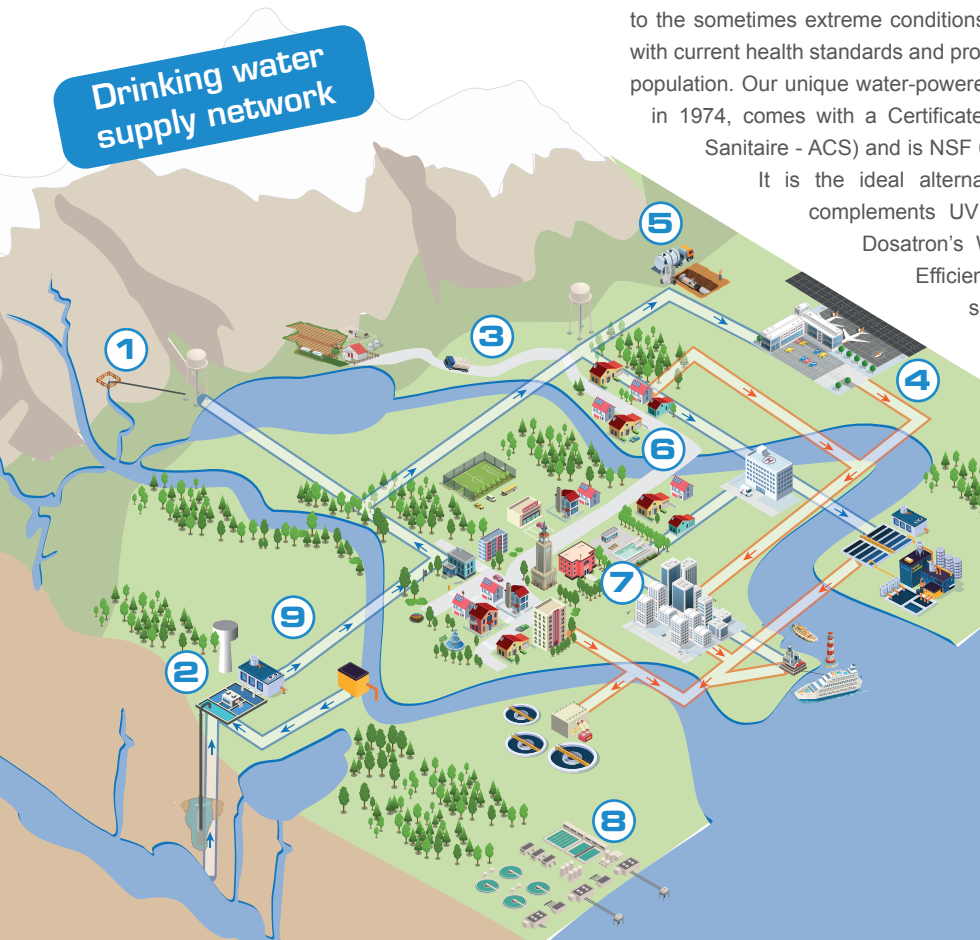 Drinking water
supply network
to the sometimes extreme conditions
with current health standards and pro
population. Our unique water-powere
in 1974, comes with a Certificate
Sanitaire - ACS) and is NSF
It is the ideal alterna
complements UV
Dosatron's
Efficien
s
5
1
3
4
6
7
9
2
8
H